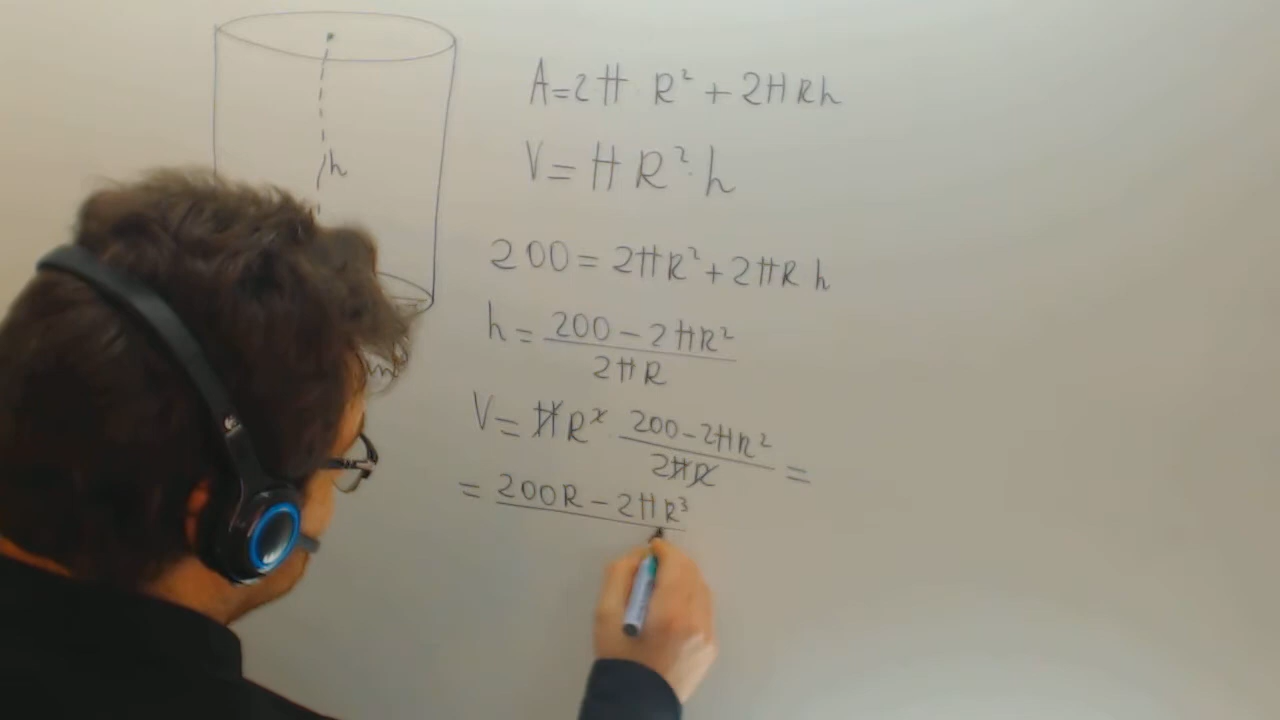 h
A=2π R² + 2πRh
V = π R² · h
200 = 2πR² + 2πR h
h = (200 - 2πR²) / 2πR
V = πR² (200 - 2πR²) / 2πR =
= 200R - 2πR³